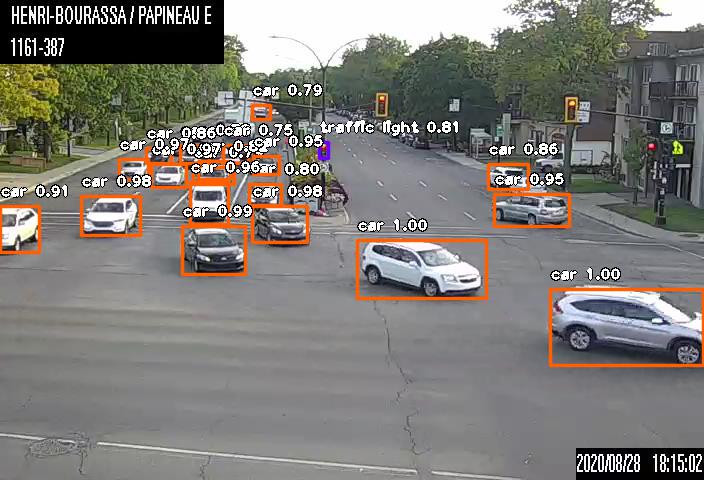 HENRI-BOURASSA / PAPINEAU E
1161-387
car 0.79
traffic light 0.81
car 0.86
car 0.75
car 0.97
car 0.95
car 0.86
car 0.96
car 0.80
car 0.95
car 0.91
car 0.98
car 0.98
car 0.99
car 1.00
car 1.00
2020/08/28 18:15:02